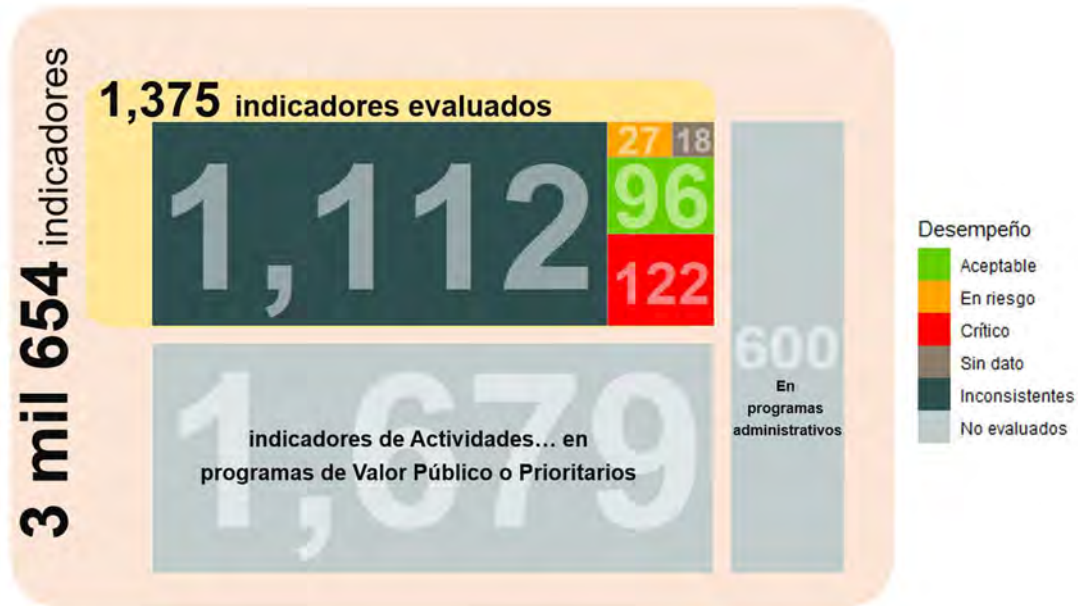 3 mil 654 indicadores
1,375 indicadores evaluados
1,112
27
18
96
122
1,679
indicadores de Actividades... en
programas de Valor Público o Prioritarios
600
En
programas
administrativos
Desempeño
Aceptable
En riesgo
Crítico
Sin dato
Inconsistentes
No evaluados